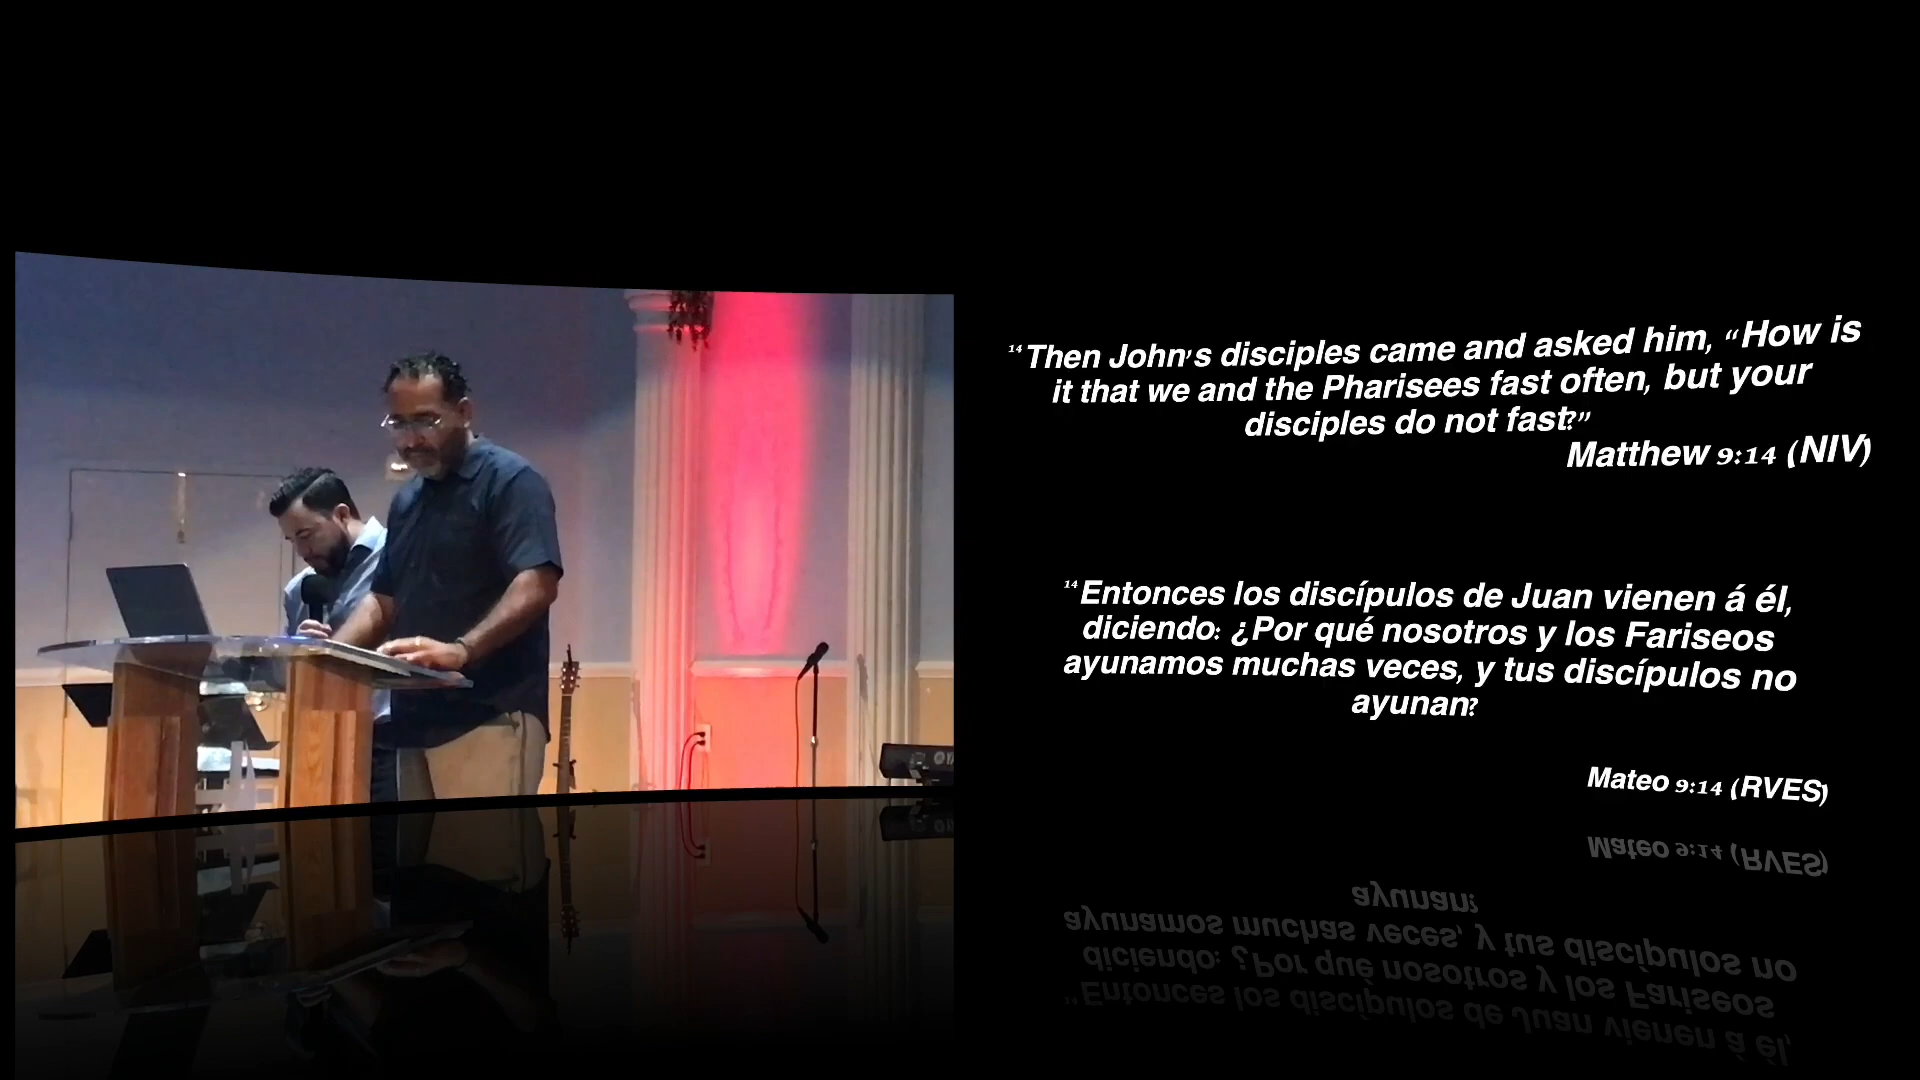 ¹⁴Then John's disciples came and asked him, “How is
it that we and the Pharisees fast often, but your
disciples do not fast?”
Matthew 9:14 (NIV)
¹⁴Entonces los discípulos de Juan vienen á él,
diciendo: ¿Por qué nosotros y los Fariseos
ayunamos muchas veces, y tus discípulos no
ayunan?
Mateo 9:14 (RVES)